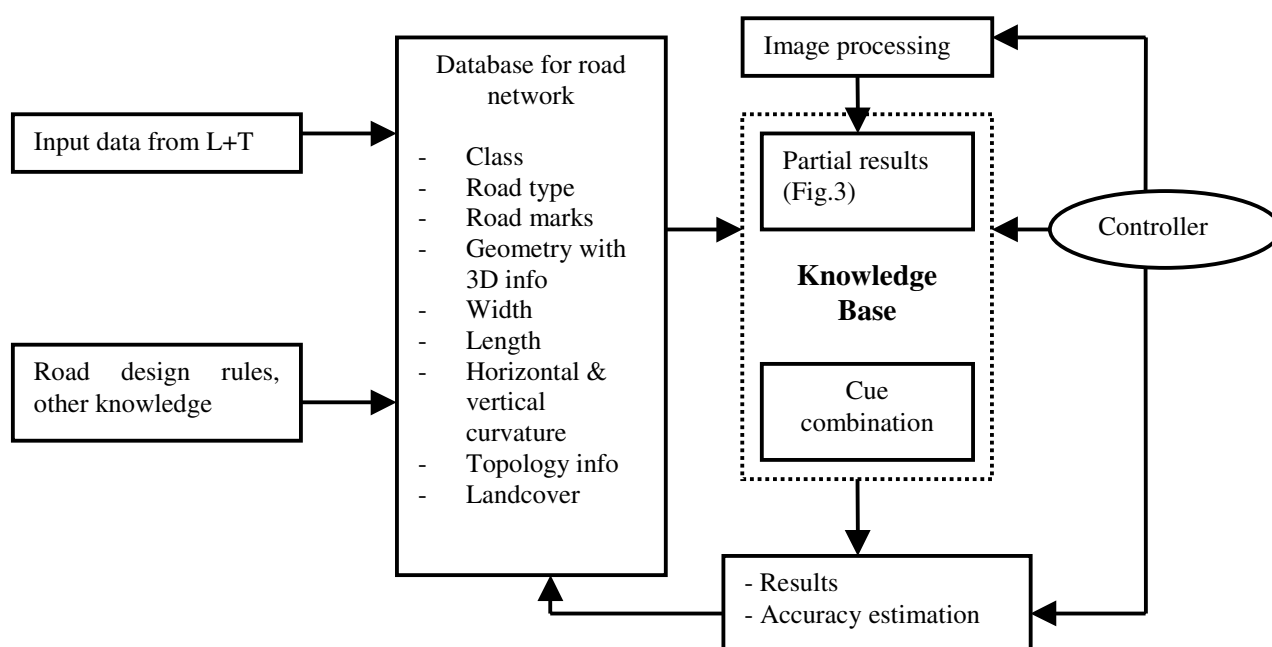 Input data from L+T
Road design rules,
other knowledge
Database for road
network
- Class
- Road type
- Road marks
- Geometry with
3D info
- Width
- Length
- Horizontal &
vertical
curvature
- Topology info
- Landcover
Image processing
Partial results
(Fig.3)
Knowledge
Base
Cue
combination
- Results
- Accuracy estimation
Controller